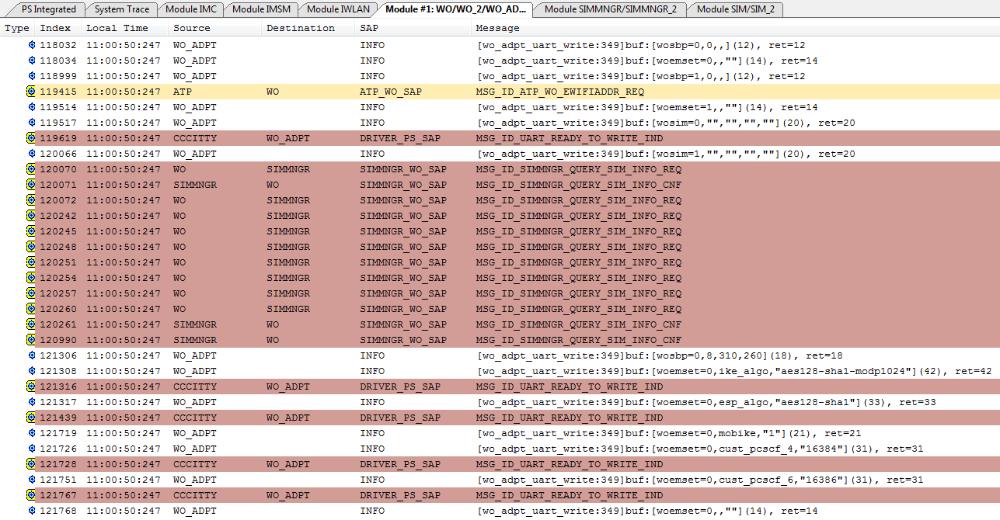 PS Integrated System Trace Module IMC Module IMSM Module IWLAN Module #1: WO/WO_2/WO_AD... Module SIMMNGR/SIMMNGR_2 Module SIM/SIM_2
Type Index Local Time Source Destination SAP Message
118032 11:00:50:247 WO_ADPT INFO [wo_adpt_uart_write:349]buf:[wosbp=0,0,,](12), ret=12
118034 11:00:50:247 WO_ADPT INFO [wo_adpt_uart_write:349]buf:[woemset=0,,""](14), ret=14
118999 11:00:50:247 WO_ADPT INFO [wo_adpt_uart_write:349]buf:[wosbp=1,0,,](12), ret=12
119415 11:00:50:247 ATP WO ATP_WO_SAP MSG_ID_ATP_WO_EWIFIADDR_REQ
119514 11:00:50:247 WO_ADPT INFO [wo_adpt_uart_write:349]buf:[woemset=1,,""](14), ret=14
119517 11:00:50:247 WO_ADPT INFO [wo_adpt_uart_write:349]buf:[wosim=0,"","","",""](20), ret=20
119619 11:00:50:247 CCCITTY WO_ADPT DRIVER_PS_SAP MSG_ID_UART_READY_TO_WRITE_IND
120066 11:00:50:247 WO_ADPT INFO [wo_adpt_uart_write:349]buf:[wosim=1,"","","",""](20), ret=20
120070 11:00:50:247 WO SIMMNGR SIMMNGR_WO_SAP MSG_ID_SIMMNGR_QUERY_SIM_INFO_REQ
120071 11:00:50:247 SIMMNGR WO SIMMNGR_WO_SAP MSG_ID_SIMMNGR_QUERY_SIM_INFO_CNF
120072 11:00:50:247 WO SIMMNGR SIMMNGR_WO_SAP MSG_ID_SIMMNGR_QUERY_SIM_INFO_REQ
120242 11:00:50:247 WO SIMMNGR SIMMNGR_WO_SAP MSG_ID_SIMMNGR_QUERY_SIM_INFO_REQ
120245 11:00:50:247 WO SIMMNGR SIMMNGR_WO_SAP MSG_ID_SIMMNGR_QUERY_SIM_INFO_REQ
120248 11:00:50:247 WO SIMMNGR SIMMNGR_WO_SAP MSG_ID_SIMMNGR_QUERY_SIM_INFO_REQ
120251 11:00:50:247 WO SIMMNGR SIMMNGR_WO_SAP MSG_ID_SIMMNGR_QUERY_SIM_INFO_REQ
120254 11:00:50:247 WO SIMMNGR SIMMNGR_WO_SAP MSG_ID_SIMMNGR_QUERY_SIM_INFO_REQ
120257 11:00:50:247 WO SIMMNGR SIMMNGR_WO_SAP MSG_ID_SIMMNGR_QUERY_SIM_INFO_REQ
120260 11:00:50:247 WO SIMMNGR SIMMNGR_WO_SAP MSG_ID_SIMMNGR_QUERY_SIM_INFO_REQ
120261 11:00:50:247 SIMMNGR WO SIMMNGR_WO_SAP MSG_ID_SIMMNGR_QUERY_SIM_INFO_CNF
120990 11:00:50:247 SIMMNGR WO SIMMNGR_WO_SAP MSG_ID_SIMMNGR_QUERY_SIM_INFO_CNF
121306 11:00:50:247 WO_ADPT INFO [wo_adpt_uart_write:349]buf:[wosbp=0,8,310,260](18), ret=18
121308 11:00:50:247 WO_ADPT INFO [wo_adpt_uart_write:349]buf:[woemset=0,ike_algo,"aes128-sha1-modp1024"](42), ret=42
121316 11:00:50:247 CCCITTY WO_ADPT DRIVER_PS_SAP MSG_ID_UART_READY_TO_WRITE_IND
121317 11:00:50:247 WO_ADPT INFO [wo_adpt_uart_write:349]buf:[woemset=0,esp_algo,"aes128-sha1"](33), ret=33
121439 11:00:50:247 CCCITTY WO_ADPT DRIVER_PS_SAP MSG_ID_UART_READY_TO_WRITE_IND
121719 11:00:50:247 WO_ADPT INFO [wo_adpt_uart_write:349]buf:[woemset=0,mobike,"1"](21), ret=21
121726 11:00:50:247 WO_ADPT INFO [wo_adpt_uart_write:349]buf:[woemset=0,cust_pcscf_4,"16384"](31), ret=31
121728 11:00:50:247 CCCITTY WO_ADPT DRIVER_PS_SAP MSG_ID_UART_READY_TO_WRITE_IND
121751 11:00:50:247 WO_ADPT INFO [wo_adpt_uart_write:349]buf:[woemset=0,cust_pcscf_6,"16386"](31), ret=31
121767 11:00:50:247 CCCITTY WO_ADPT DRIVER_PS_SAP MSG_ID_UART_READY_TO_WRITE_IND
121768 11:00:50:247 WO_ADPT INFO [wo_adpt_uart_write:349]buf:[woemset=0,,""](14), ret=14